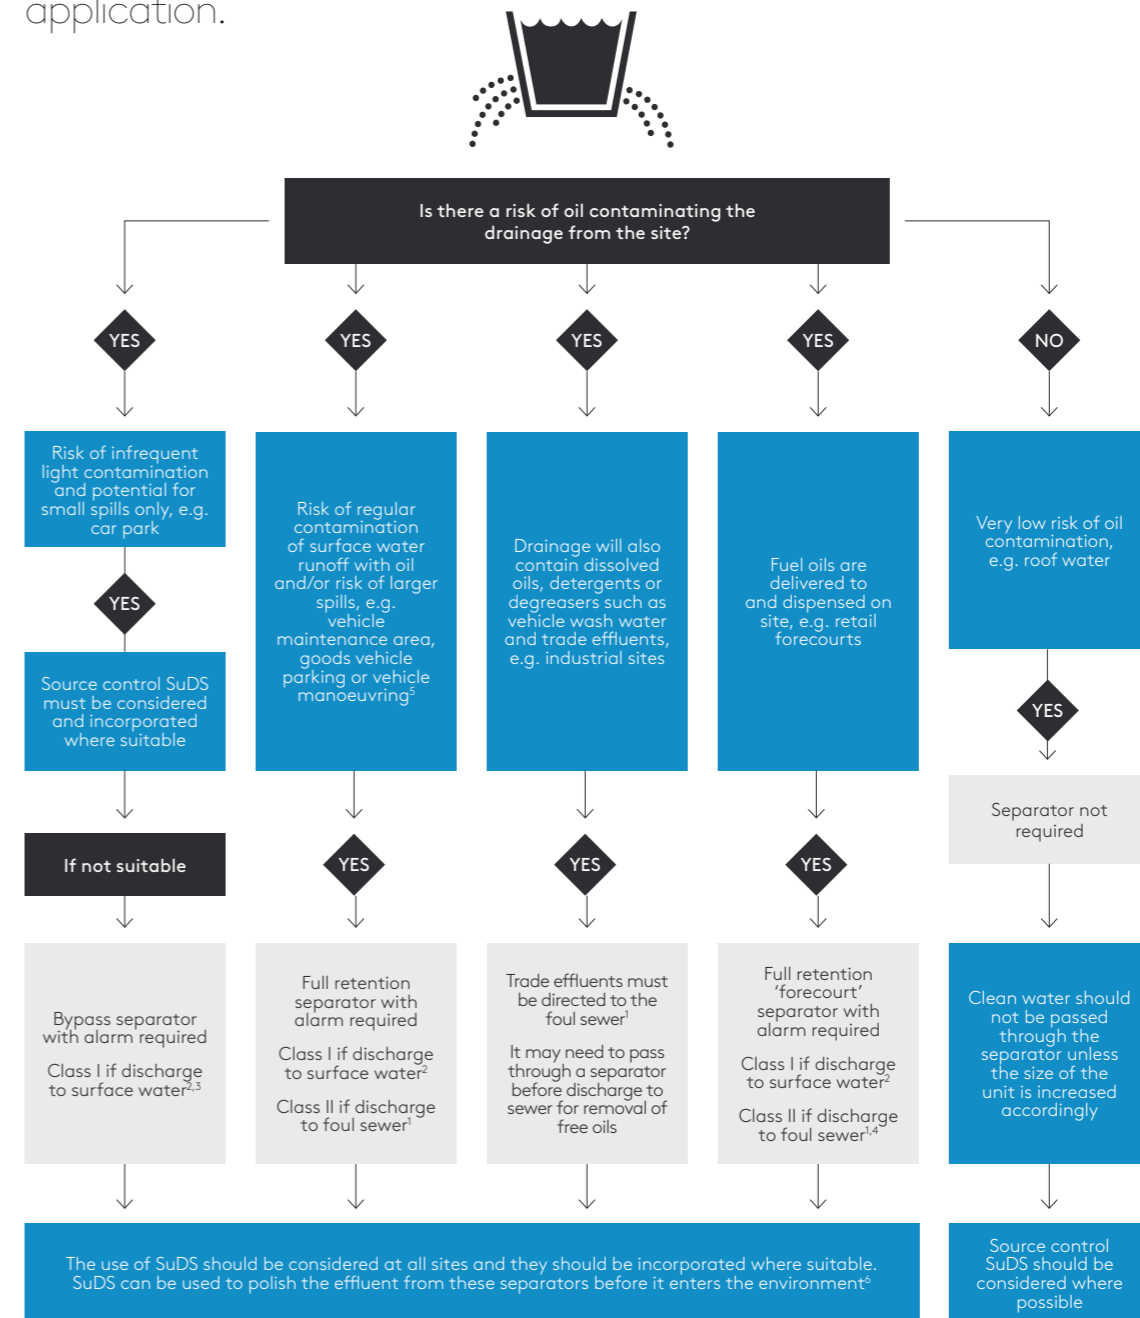 application.
Is there a risk of oil contaminating the
drainage from the site?
YES
YES
YES
YES
NO
Risk of infrequent
light contamination
and potential for
small spills only, e.g.
car park
YES
Source control SuDS
must be considered
and incorporated
where suitable
If not suitable
Bypass separator
with alarm required
Class I if discharge
to surface water2,3
Risk of regular
contamination
of surface water
runoff with oil
and/or risk of larger
spills, e.g.
vehicle
maintenance area,
goods vehicle
parking or vehicle
manoeuvring5
YES
Full retention
separator with
alarm required
Class I if discharge
to surface water2
Class II if discharge
to foul sewer1
Drainage will also
contain dissolved
oils, detergents or
degreasers such as
vehicle wash water
and trade effluents,
e.g. industrial sites
YES
Trade effluents must
be directed to the
foul sewer1
It may need to pass
through a separator
before discharge to
sewer for removal of
free oils
Fuel oils are
delivered to
and dispensed on
site, e.g. retail
forecourts
YES
Full retention
‘forecourt’
separator with
alarm required
Class I if discharge
to surface water2
Class II if discharge
to foul sewer1,4
Very low risk of oil
contamination,
e.g. roof water
YES
Separator not
required
Clean water should
not be passed
through the
separator unless
the size of the
unit is increased
accordingly
The use of SuDS should be considered at all sites and they should be incorporated where suitable.
SuDS can be used to polish the effluent from these separators before it enters the environment6
Source control
SuDS should be
considered where
possible